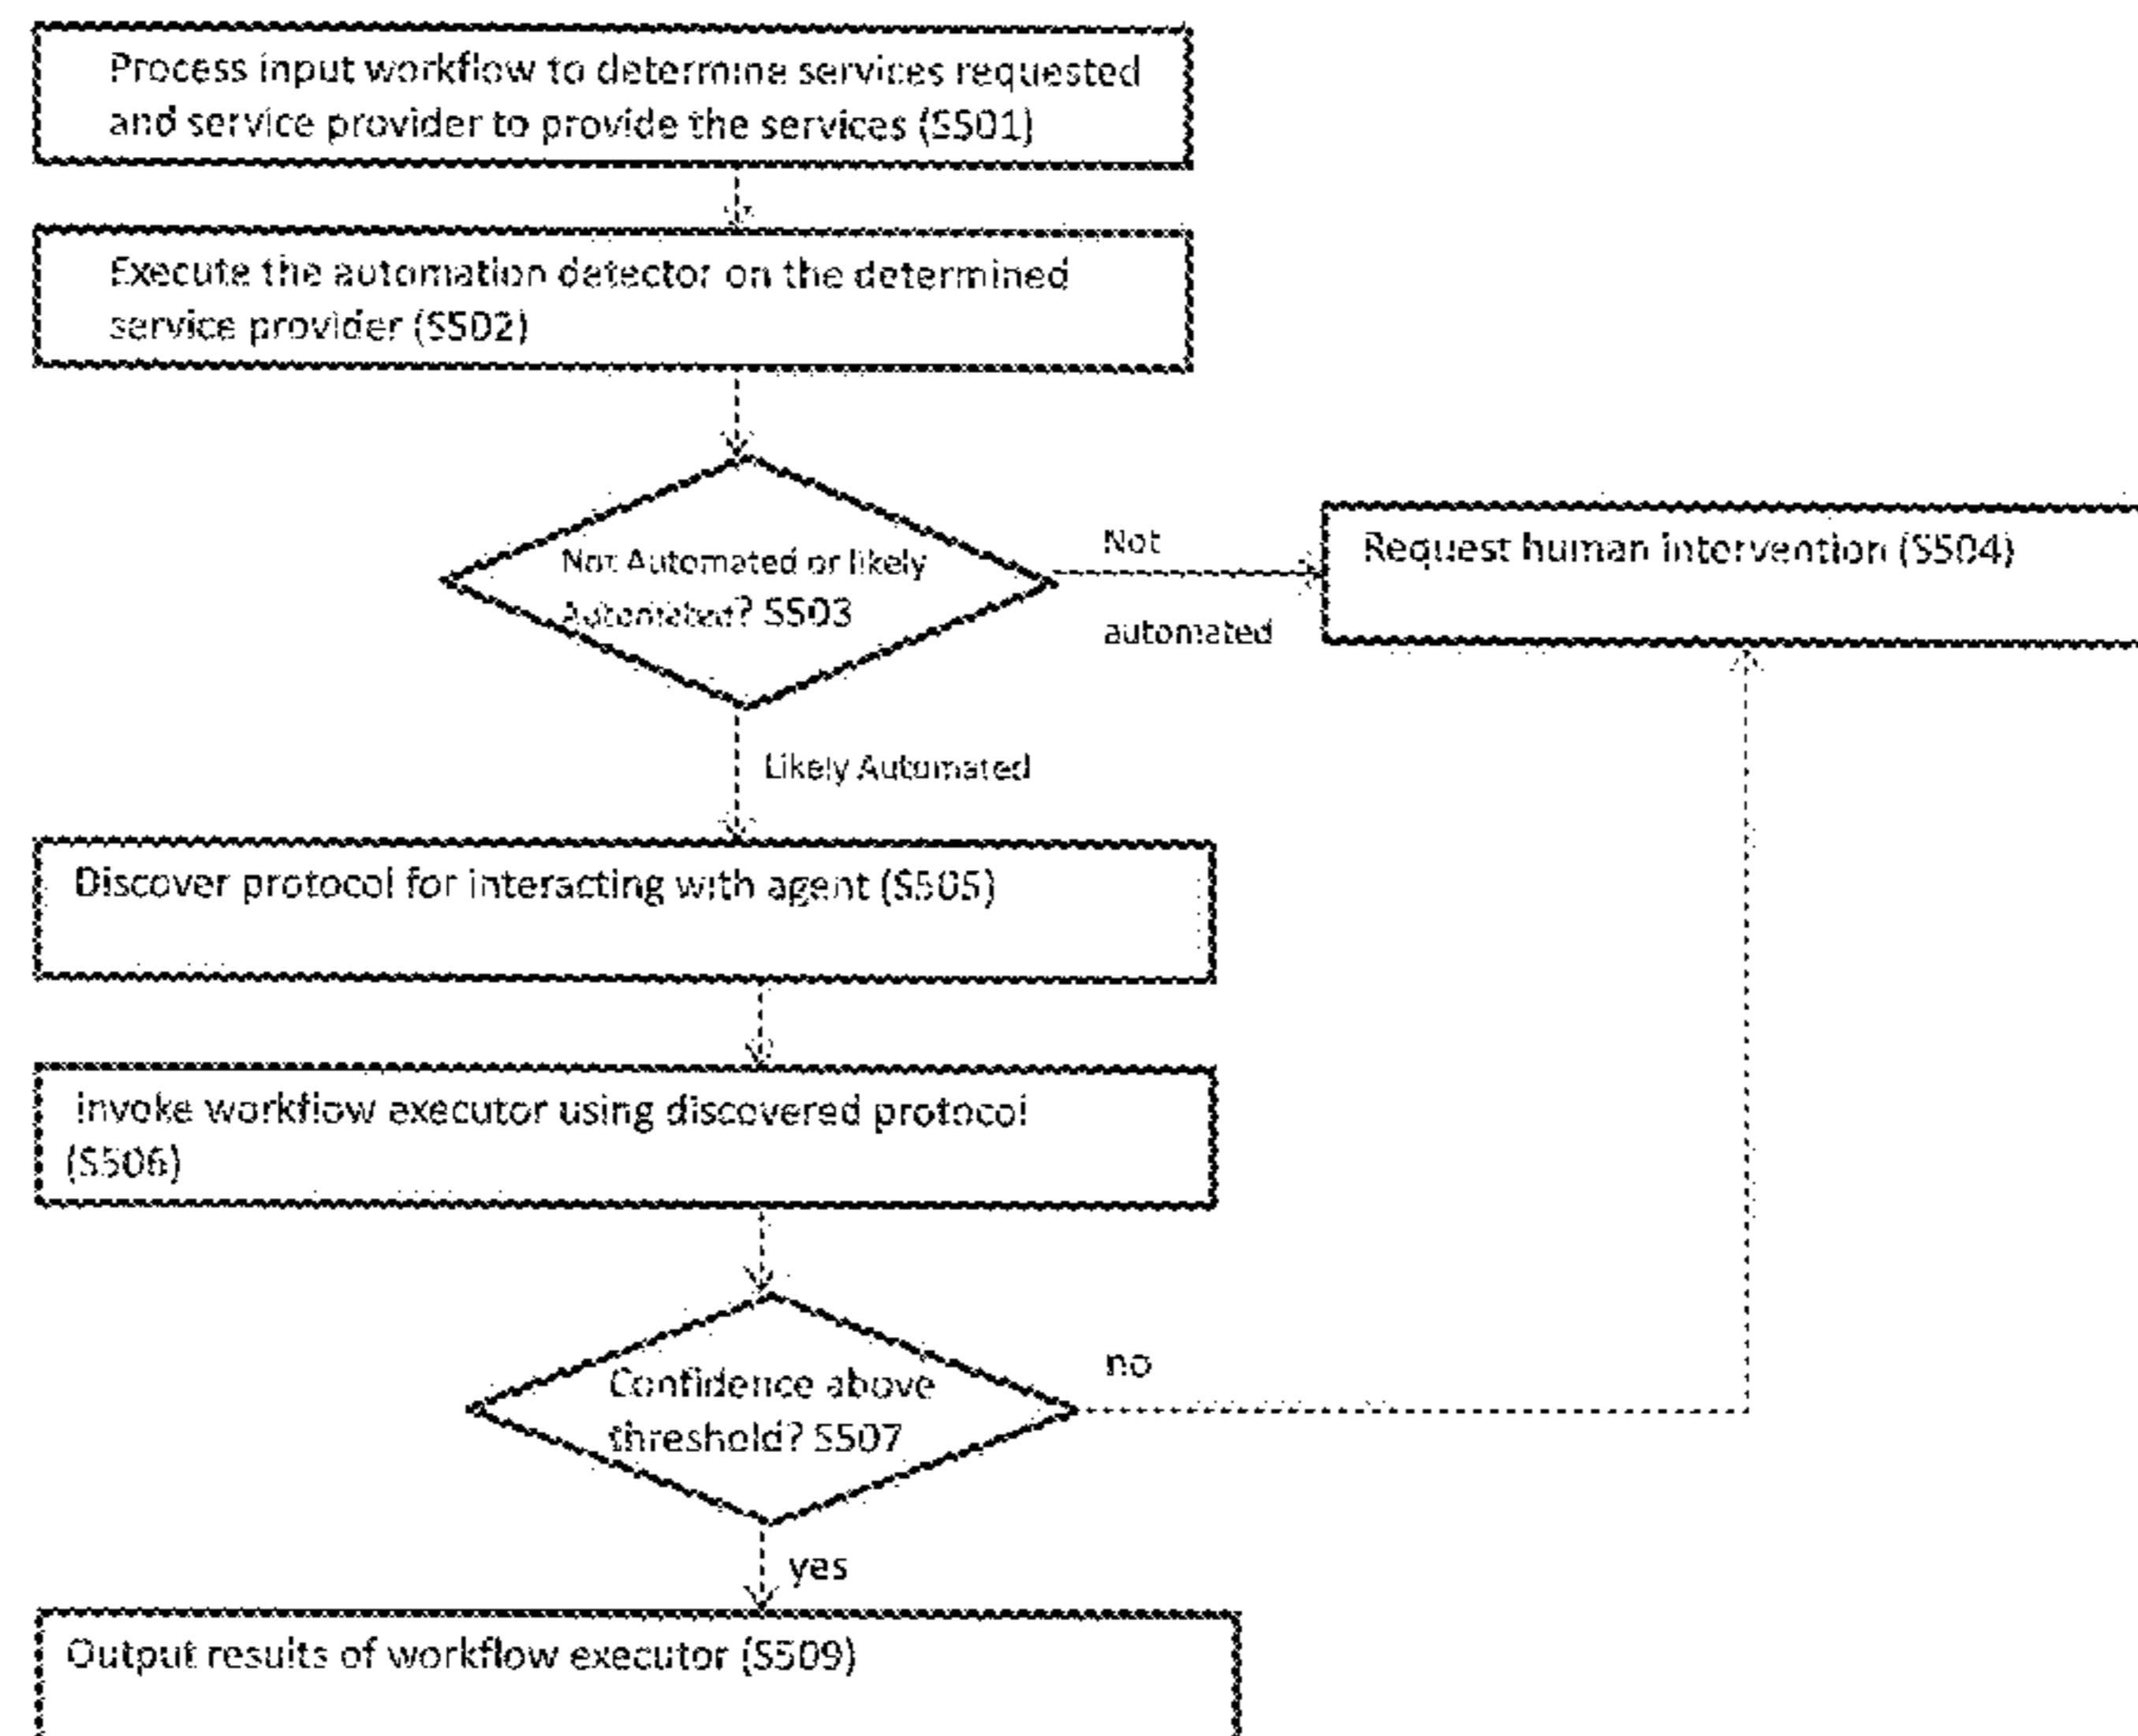 Process input workflow to determine services requested
and service provider to provide the services (S501)
Execute the automation detector on the determined
service provider (S502)
Not Automated or likely
Automated? S503
Not
automated
Request human intervention (S504)
Likely Automated
Discover protocol for interacting with agent (S505)
Invoke workflow executor using discovered protocol
(S506)
Confidence above
threshold? S507
no
yes
Output results of workflow executor (S509)